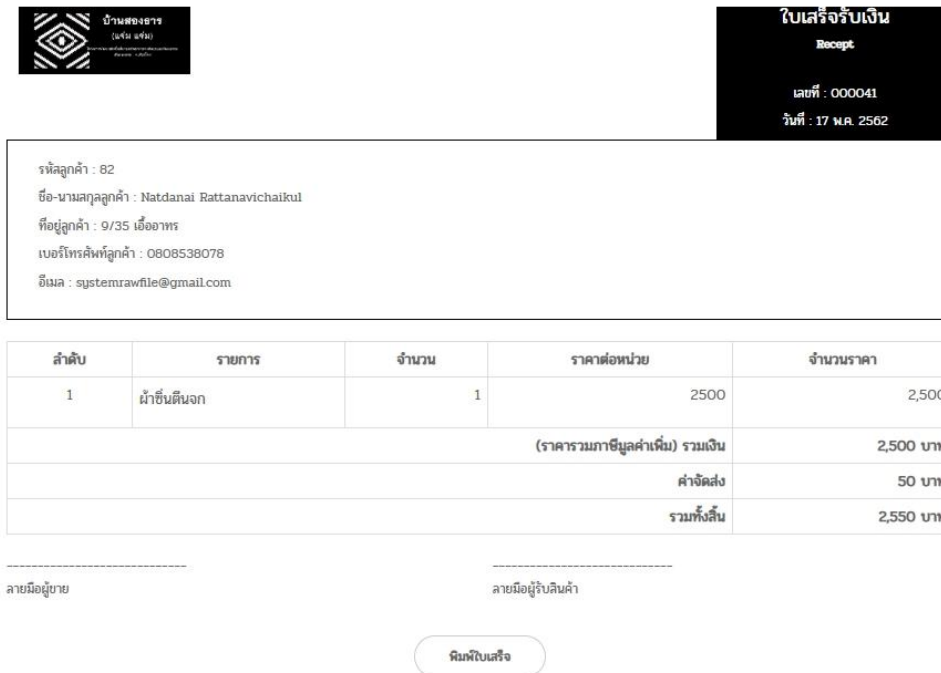 บ้านสองธาร
(แช่ม แช่ม)
ใบเสร็จรับเงิน
Recept
เลขที่ : 000041
วันที่ : 17 พ.ค. 2562
รหัสลูกค้า : 82
ชื่อ-นามสกุลลูกค้า : Natdanai Rattanavichaikul
ที่อยู่ลูกค้า : 9/35 เอื้ออาทร
เบอร์โทรศัพท์ลูกค้า : 0808538078
อีเมล : systemrawfile@gmail.com
ลำดับ รายการ จำนวน ราคาต่อหน่วย จำนวนราคา
1 ผ้าซิ่นตีนจก 1 2500 2,500
(ราคารวมภาษีมูลค่าเพิ่ม) รวมเงิน 2,500 บาท
ค่าจัดส่ง 50 บาท
รวมทั้งสิ้น 2,550 บาท
----------------------------- -----------------------------
ลายมือผู้ขาย ลายมือผู้รับสินค้า
พิมพ์ใบเสร็จ